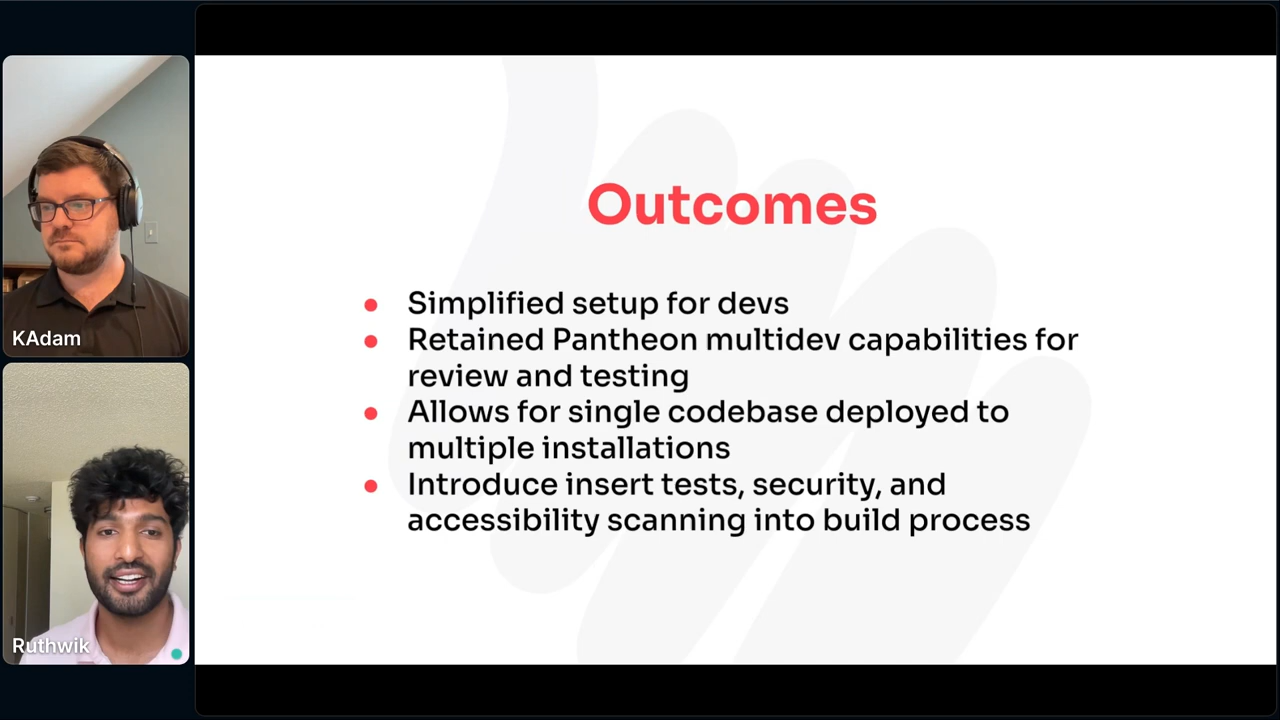 KAdam
Ruthwik
Outcomes
● Simplified setup for devs
● Retained Pantheon multidev capabilities for
review and testing
● Allows for single codebase deployed to
multiple installations
● Introduce insert tests, security, and
accessibility scanning into build process